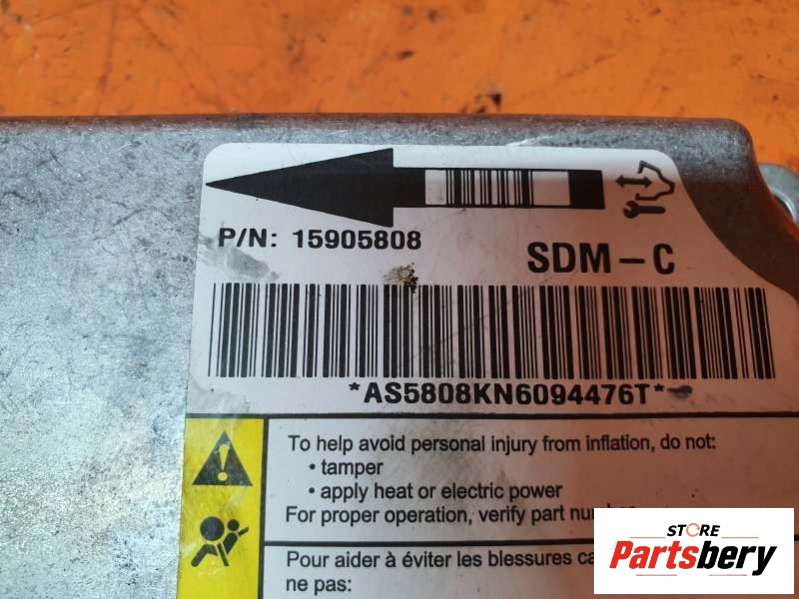 P/N: 15905808
SDM-C
*AS5808KN6094476T*
To help avoid personal injury from inflation, do not:
• tamper
• apply heat or electric power
For proper operation, verify part
Pour aider à éviter les blessures
ne pas:
STORE
Partsbery